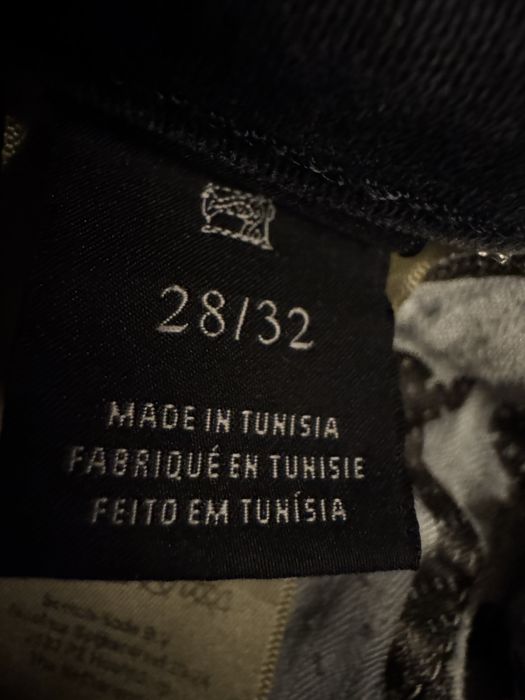 28/32
MADE IN TUNISIA
FABRIQUÉ EN TUNISIE
FEITO EM TUNÍSIA